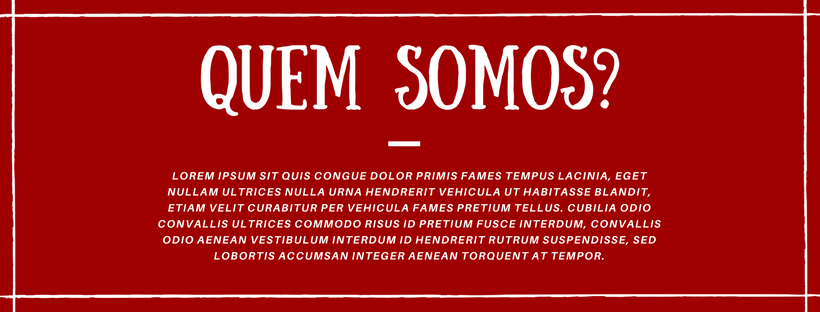 QUEM SOMOS?
LOREM IPSUM SIT QUIS CONGUE DOLOR PRIMIS FAMES TEMPUS LACINIA, EGET
NULLAM ULTRICES NULLA URNA HENDRERIT VEHICULA UT HABITASSE BLANDIT,
ETIAM VELIT CURABITUR PER VEHICULA FAMES PRETIUM TELLUS. CUBILIA ODIO
CONVALLIS ULTRICES COMMODO RISUS ID PRETIUM FUSCE INTERDUM, CONVALLIS
ODIO AENEAN VESTIBULUM INTERDUM ID HENDRERIT RUTRUM SUSPENDISSE, SED
LOBORTIS ACCUMSAN INTEGER AENEAN TORQUENT AT TEMPOR.